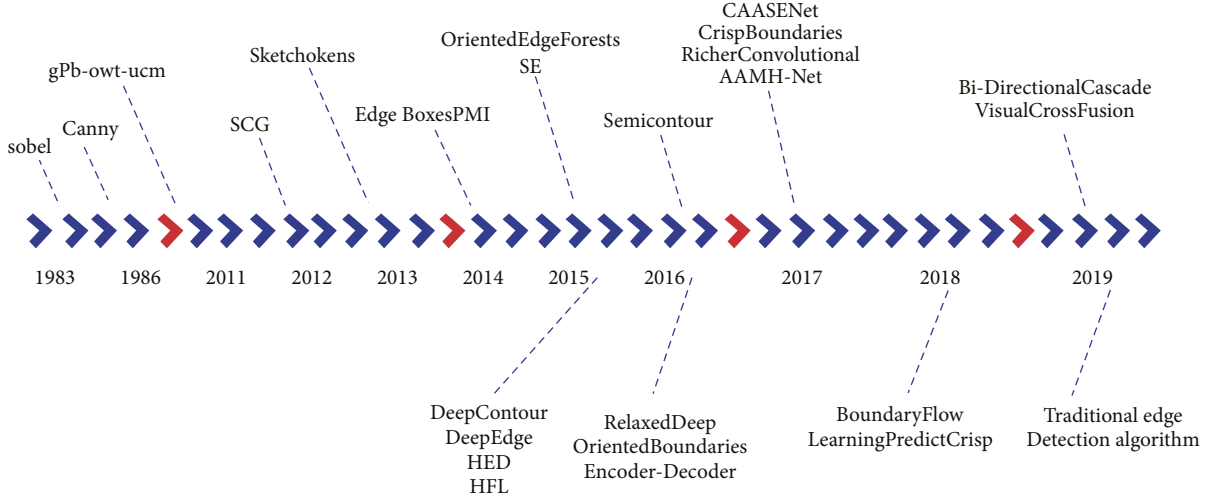 sobel
Canny
gPb-owt-ucm
SCG
Sketchokens
Edge BoxesPMI
OrientedEdgeForests
SE
Semicontour
CAASENet
CrispBoundaries
RicherConvolutional
AAMH-Net
Bi-DirectionalCascade
VisualCrossFusion
1983
1986
2011
2012
2013
2014
2015
2016
2017
2018
2019
DeepContour
DeepEdge
HED
HFL
RelaxedDeep
OrientedBoundaries
Encoder-Decoder
BoundaryFlow
LearningPredictCrisp
Traditional edge
Detection algorithm